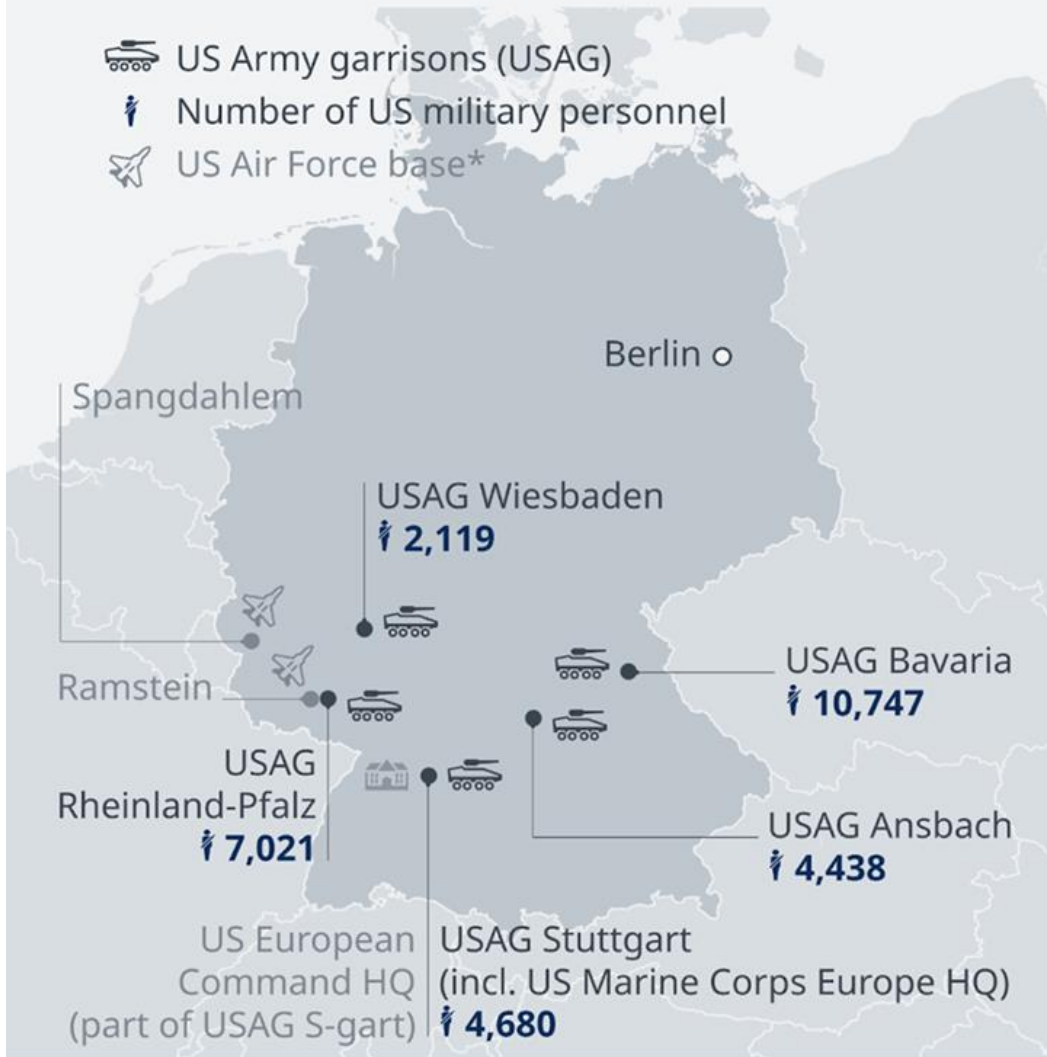 US Army garrisons (USAG)
Number of US military personnel
US Air Force base*
Berlin
Spangdahlem
USAG Wiesbaden
2,119
USAG Bavaria
10,747
Ramstein
USAG
Rheinland-Pfalz
7,021
USAG Ansbach
4,438
US European
Command HQ
(part of USAG S-gart)
USAG Stuttgart
(incl. US Marine Corps Europe HQ)
4,680